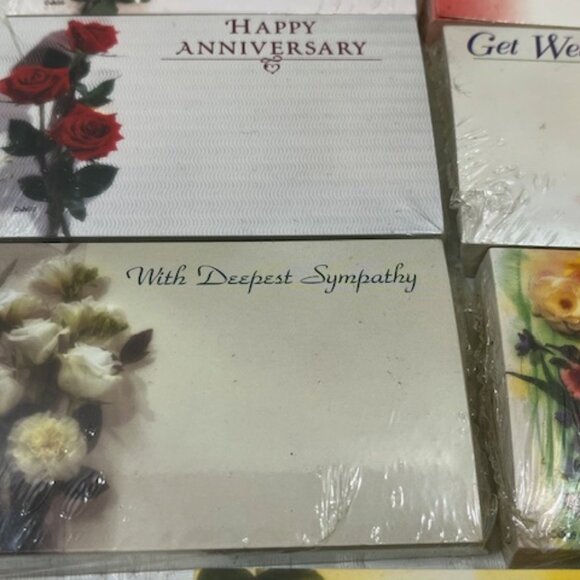 HAPPY
ANNIVERSARY
Get We
With Deepest Sympathy